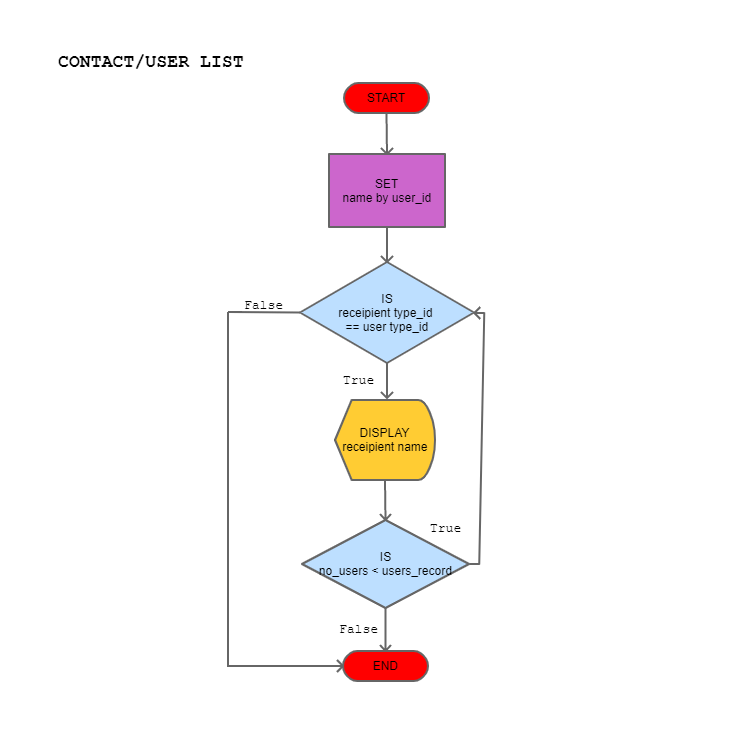 CONTACT/USER LIST
START
SET
name by user_id
IS
receipient type_id
== user type_id
False
True
DISPLAY
receipient name
True
IS
no_users < users_record
False
END